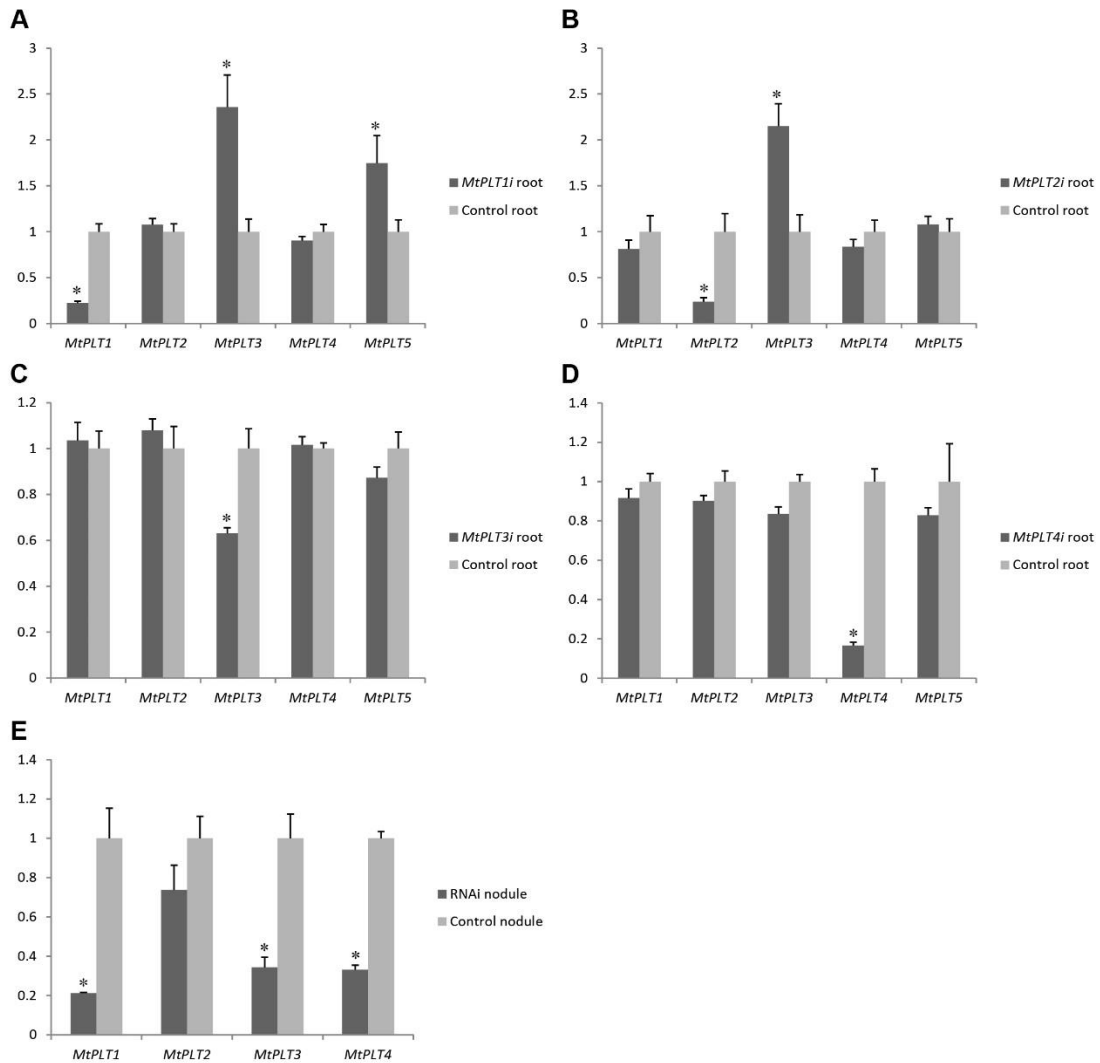 A
3
2.5
2
1.5
1
0.5
0
*
*
*
MtPLT1 MtPLT2 MtPLT3 MtPLT4 MtPLT5
MtPLT1i root
Control root
B
3
2.5
2
1.5
1
0.5
0
*
*
MtPLT1 MtPLT2 MtPLT3 MtPLT4 MtPLT5
MtPLT2i root
Control root
C
1.2
1
0.8
0.6
0.4
0.2
0
*
MtPLT1 MtPLT2 MtPLT3 MtPLT4 MtPLT5
MtPLT3i root
Control root
D
1.4
1.2
1
0.8
0.6
0.4
0.2
0
*
MtPLT1 MtPLT2 MtPLT3 MtPLT4 MtPLT5
MtPLT4i root
Control root
E
1.4
1.2
1
0.8
0.6
0.4
0.2
0
*
*
*
MtPLT1 MtPLT2 MtPLT3 MtPLT4
RNAi nodule
Control nodule